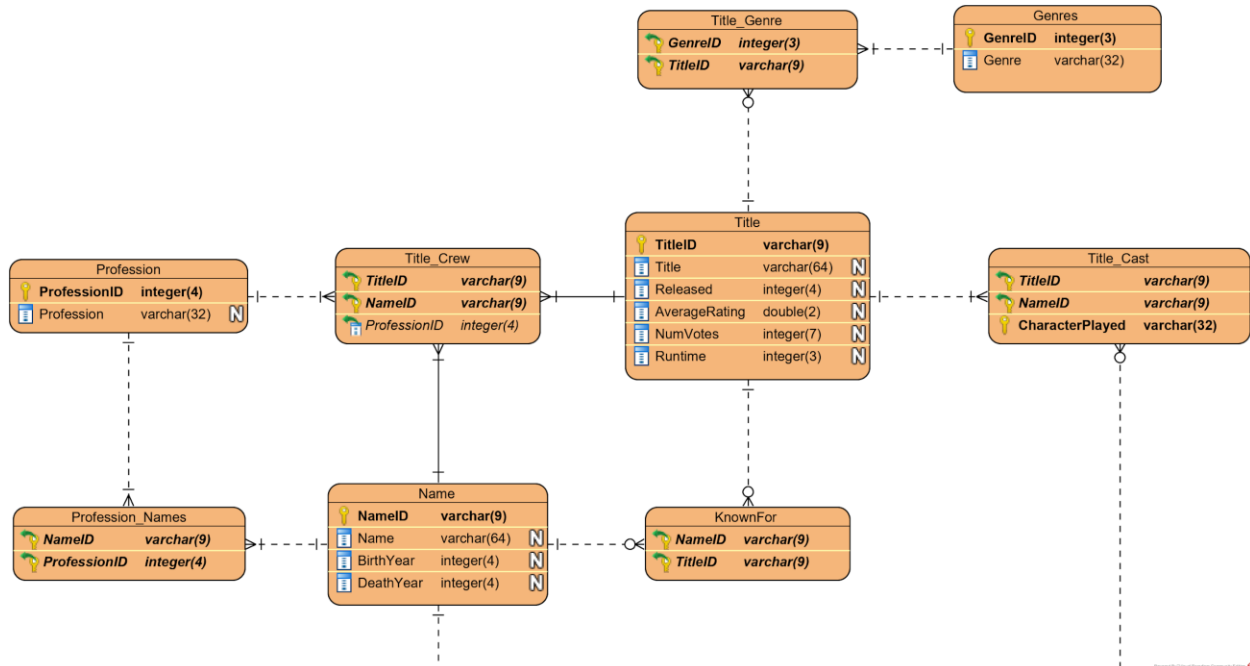 Title_Genre
GenreID integer(3)
TitleID varchar(9)
Genres
GenreID integer(3)
Genre varchar(32)
Title
TitleID varchar(9)
Title varchar(64) N
Released integer(4) N
AverageRating double(2) N
NumVotes integer(7) N
Runtime integer(3) N
Title_Crew
TitleID varchar(9)
NameID varchar(9)
ProfessionID integer(4)
Profession
ProfessionID integer(4)
Profession varchar(32) N
Title_Cast
TitleID varchar(9)
NameID varchar(9)
CharacterPlayed varchar(32)
Profession_Names
NameID varchar(9)
ProfessionID integer(4)
Name
NameID varchar(9)
Name varchar(64) N
BirthYear integer(4) N
DeathYear integer(4) N
KnownFor
NameID varchar(9)
TitleID varchar(9)